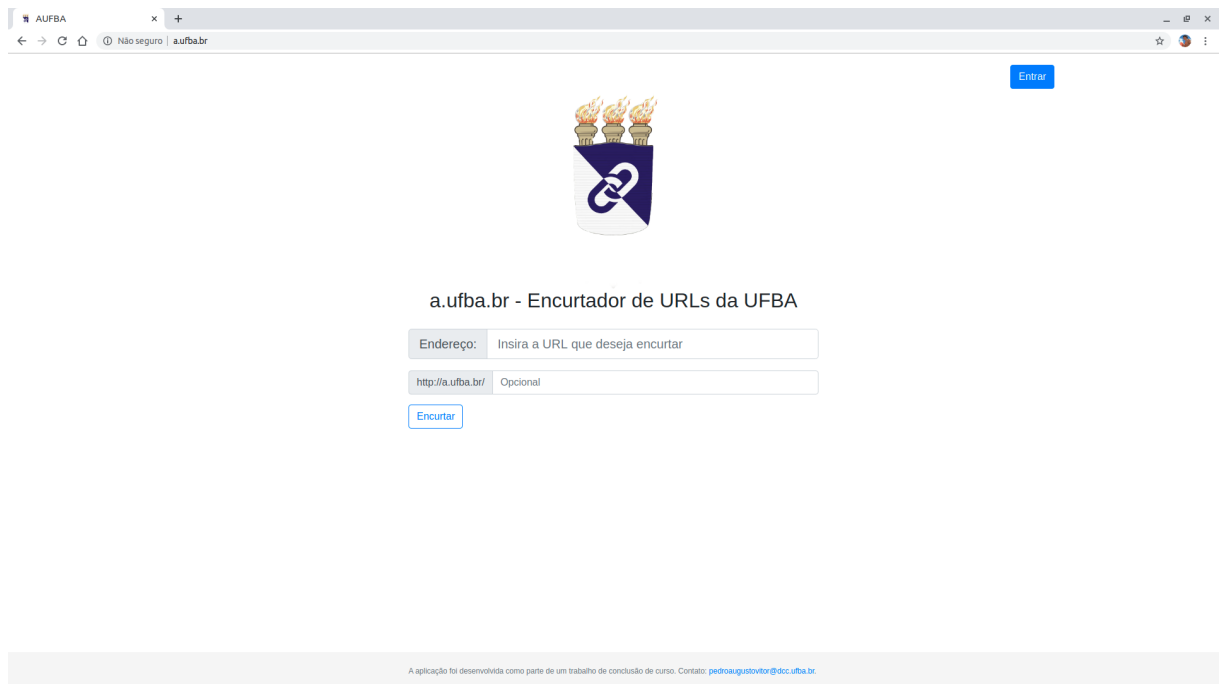 AUFBA
Não seguro | a.ufba.br
Entrar
a.ufba.br - Encurtador de URLs da UFBA
Endereço: Insira a URL que deseja encurtar
http://a.ufba.br/ Opcional
Encurtar
A aplicação foi desenvolvida como parte de um trabalho de conclusão de curso. Contato: pedroaugustovitor@dcc.ufba.br.